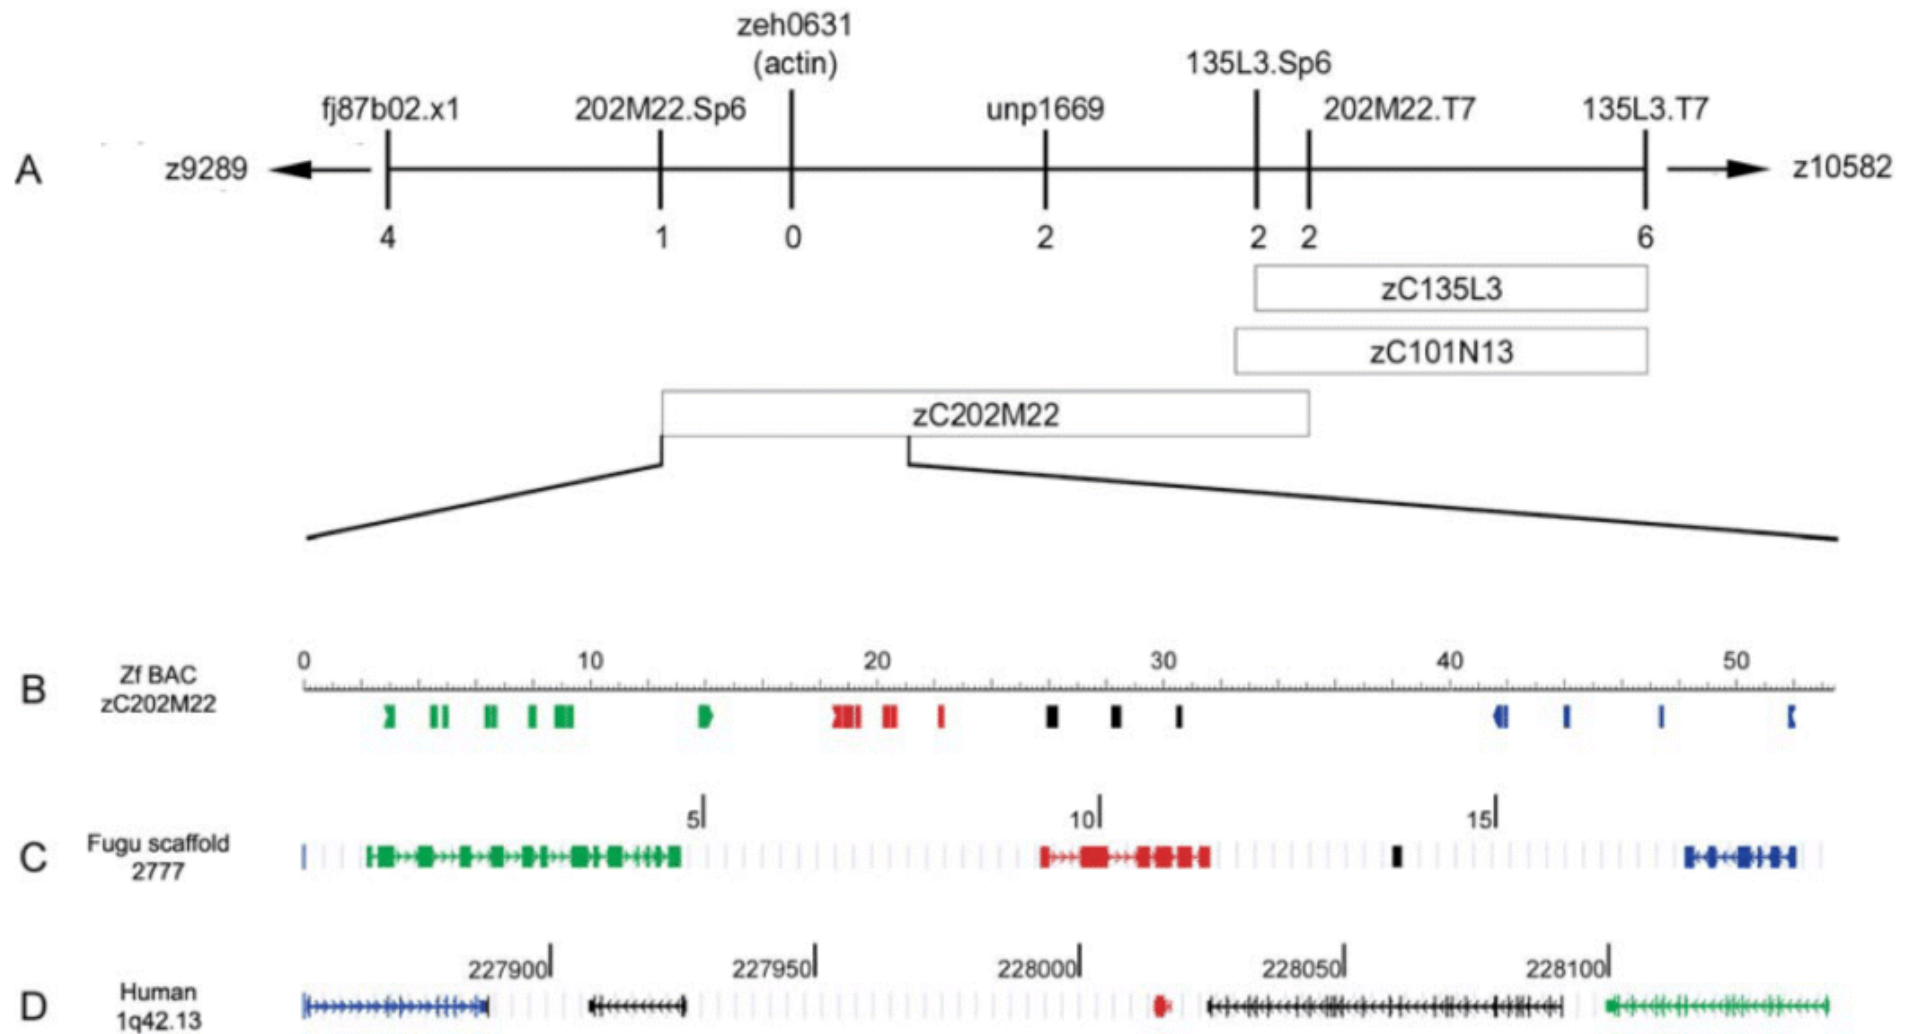 zeh0631
(actin)
135L3.Sp6
fj87b02.x1 202M22.Sp6 unp1669 202M22.T7 135L3.T7
A z9289 z10582
4 1 0 2 2 2 6
zC135L3
zC101N13
zC202M22
0 10 20 30 40 50
B Zf BAC
zC202M22
5 10 15
C Fugu scaffold
2777
227900 227950 228000 228050 228100
D Human
1q42.13